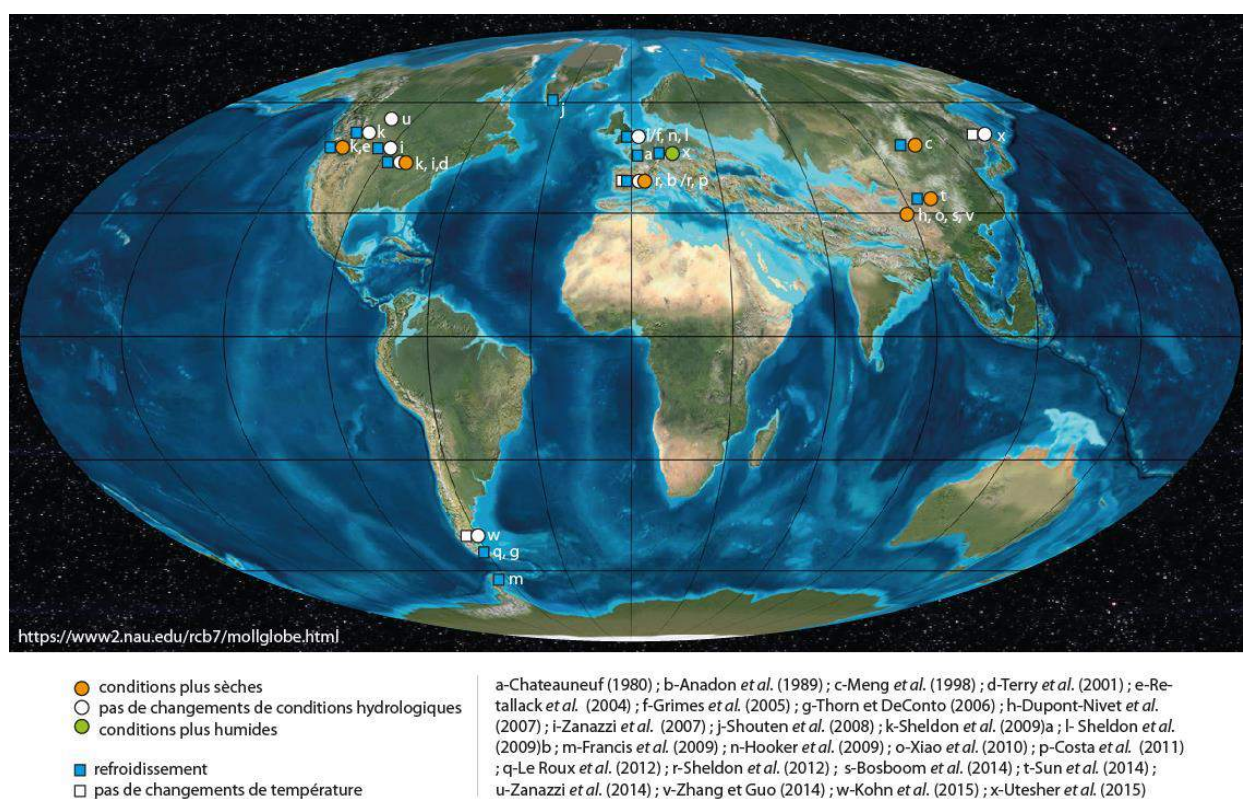 u
j
k
k,e
i
k, i,d
l/f, n, l
a
x
r, b /r, p
c
x
t
h, o, s, v
w
q, g
m
https://www2.nau.edu/rcb7/mollglobe.html
conditions plus sèches
pas de changements de conditions hydrologiques
conditions plus humides
refroidissement
pas de changements de température
a-Chateauneuf (1980) ; b-Anadon et al. (1989) ; c-Meng et al. (1998) ; d-Terry et al. (2001) ; e-Re-
tallack et al. (2004) ; f-Grimes et al. (2005) ; g-Thorn et DeConto (2006) ; h-Dupont-Nivet et al.
(2007) ; i-Zanazzi et al. (2007) ; j-Shouten et al. (2008) ; k-Sheldon et al. (2009)a ; l- Sheldon et al.
(2009)b ; m-Francis et al. (2009) ; n-Hooker et al. (2009) ; o-Xiao et al. (2010) ; p-Costa et al. (2011)
; q-Le Roux et al. (2012) ; r-Sheldon et al. (2012) ; s-Bosboom et al. (2014) ; t-Sun et al. (2014) ;
u-Zanazzi et al. (2014) ; v-Zhang et Guo (2014) ; w-Kohn et al. (2015) ; x-Utesher et al. (2015)